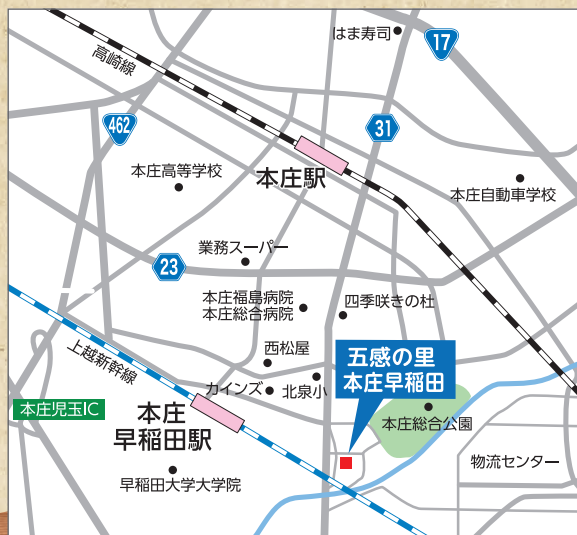 はま寿司
17
高崎線
462
31
本庄高等学校
本庄駅
本庄自動車学校
業務スーパー
23
本庄福島病院
本庄総合病院
四季咲きの杜
上越新幹線
西松屋
五感の里
本庄早稲田
カインズ
北泉小
本庄児玉IC
本庄
早稲田駅
本庄総合公園
物流センター
早稲田大学大学院